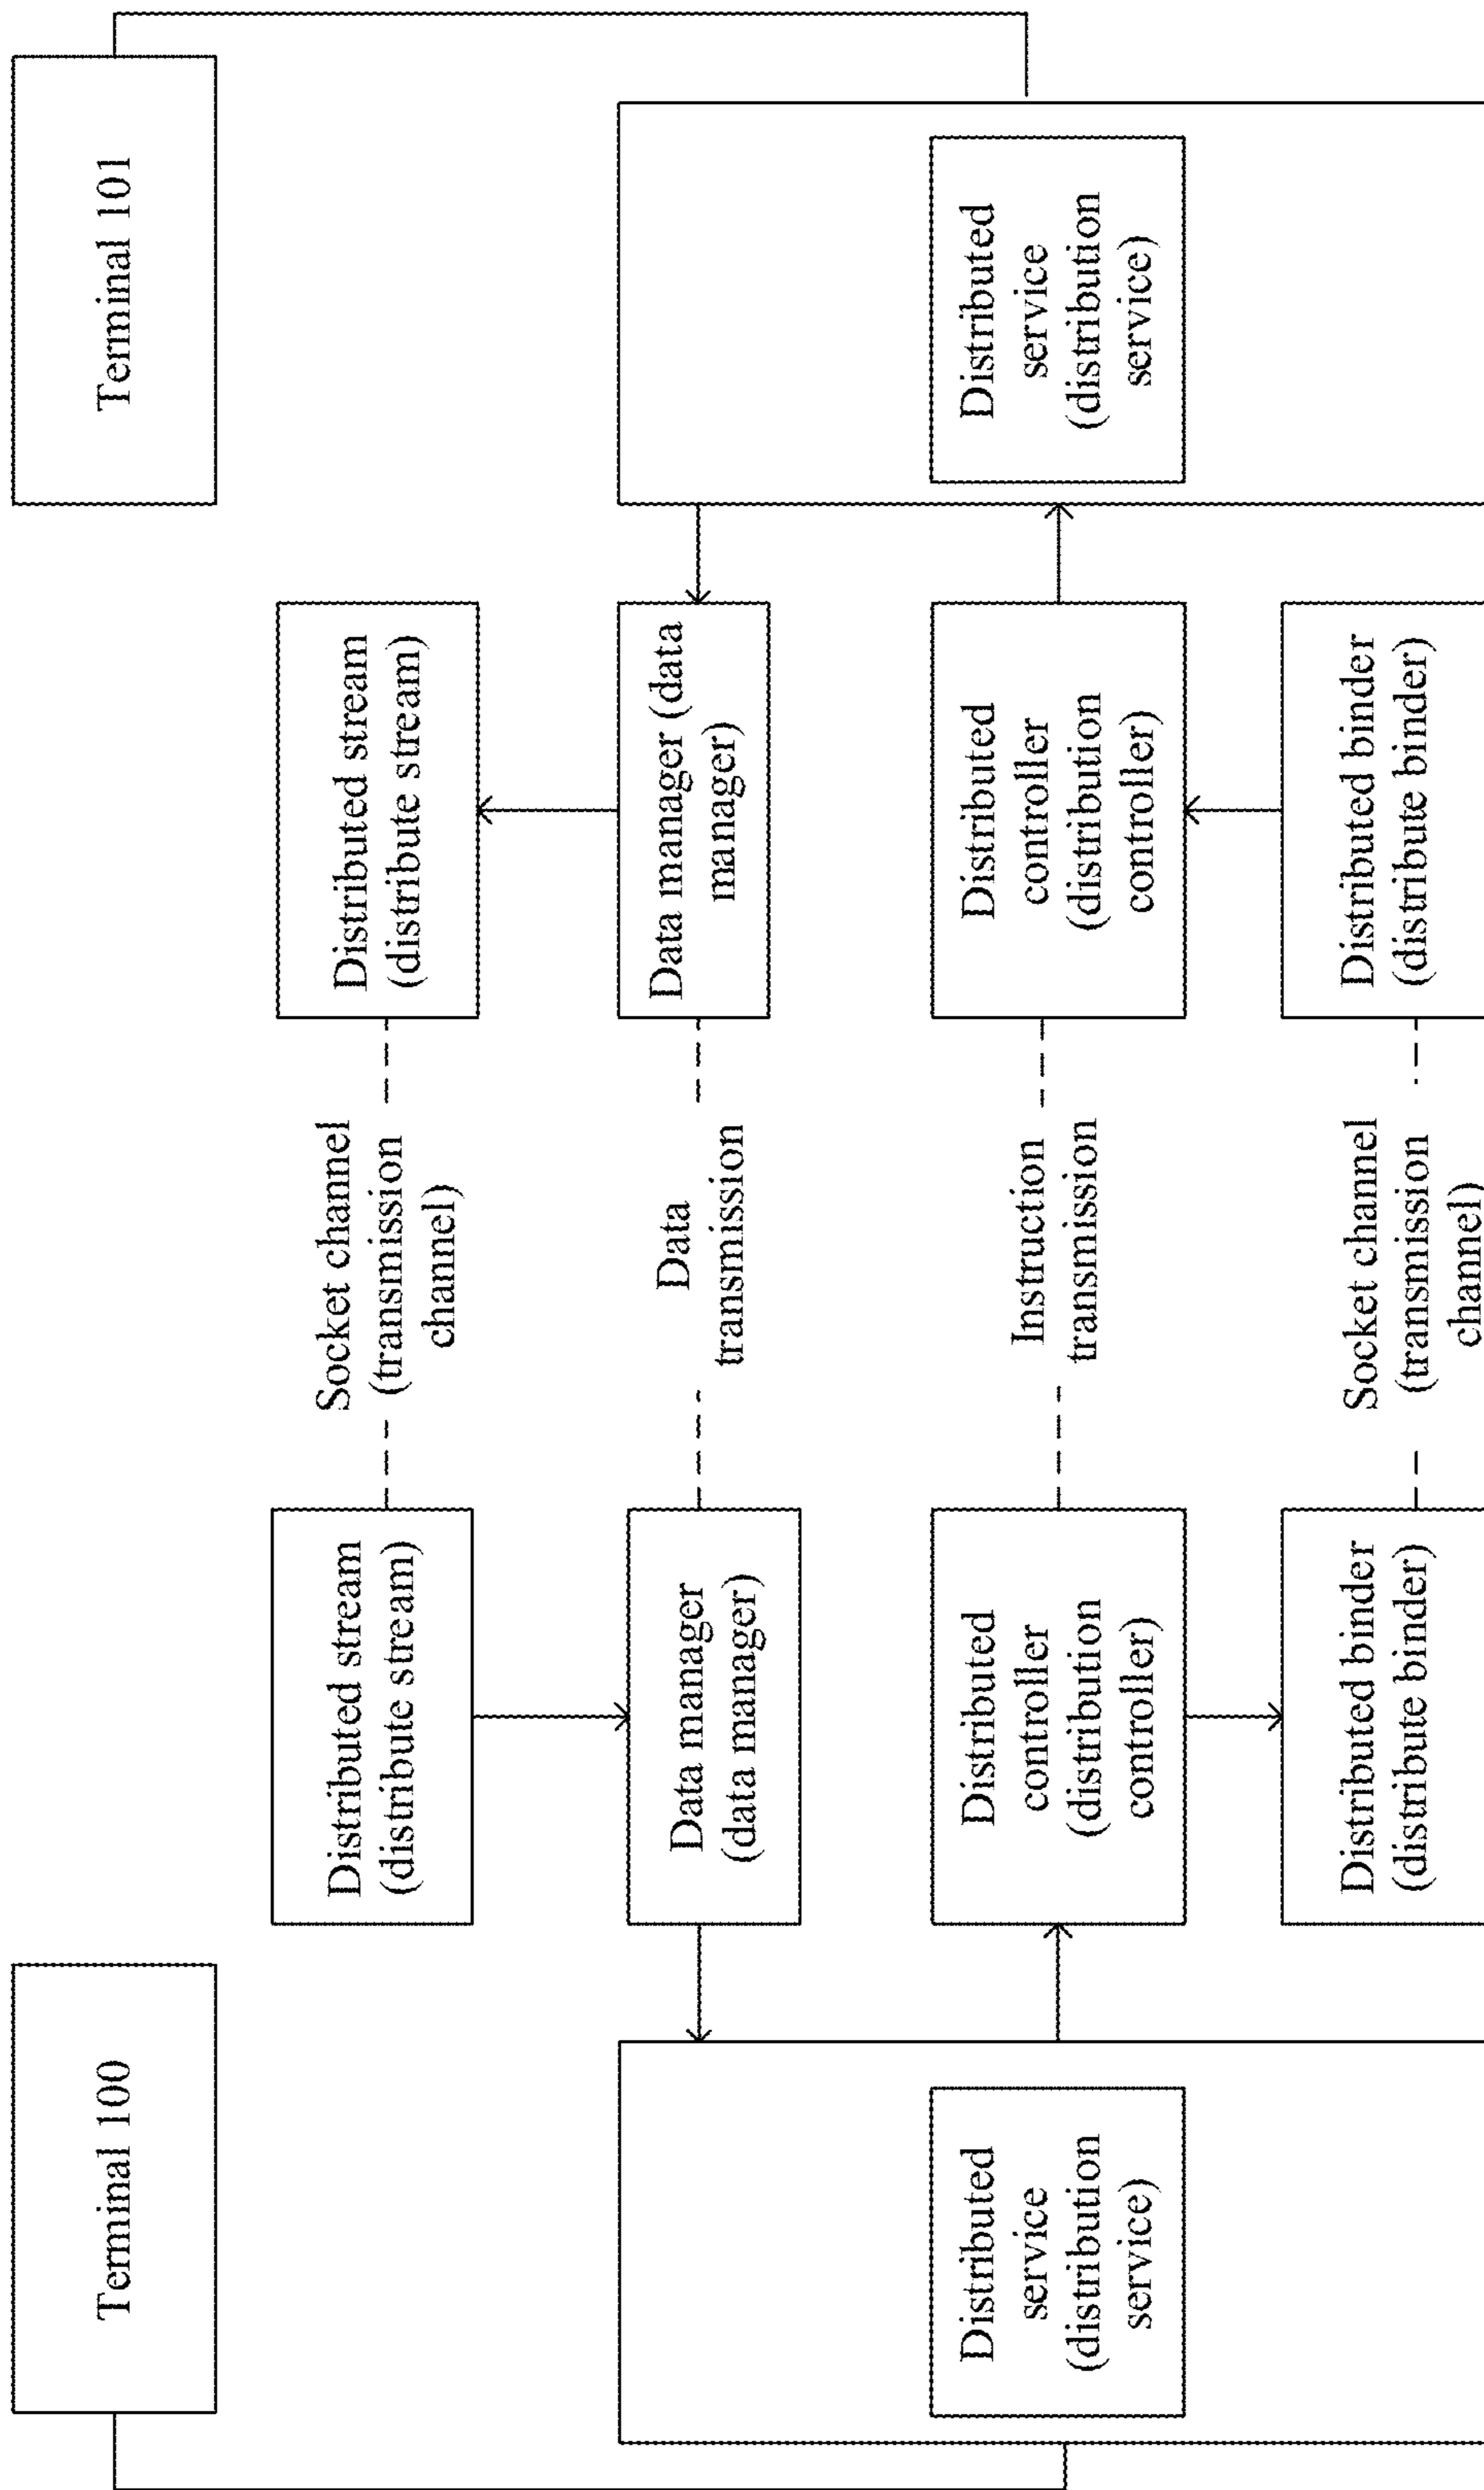 Terminal 100
Terminal 101
Distributed stream
(distribute stream)
Socket channel
(transmission
channel)
Distributed stream
(distribute stream)
Data manager
(data manager)
Data
transmission
Data manager (data
manager)
Distributed
service
(distribution
service)
Distributed
controller
(distribution
controller)
Instruction
transmission
Distributed
controller
(distribution
controller)
Distributed
service
(distribution
service)
Distributed binder
(distribute binder)
Socket channel
(transmission
channel)
Distributed binder
(distribute binder)